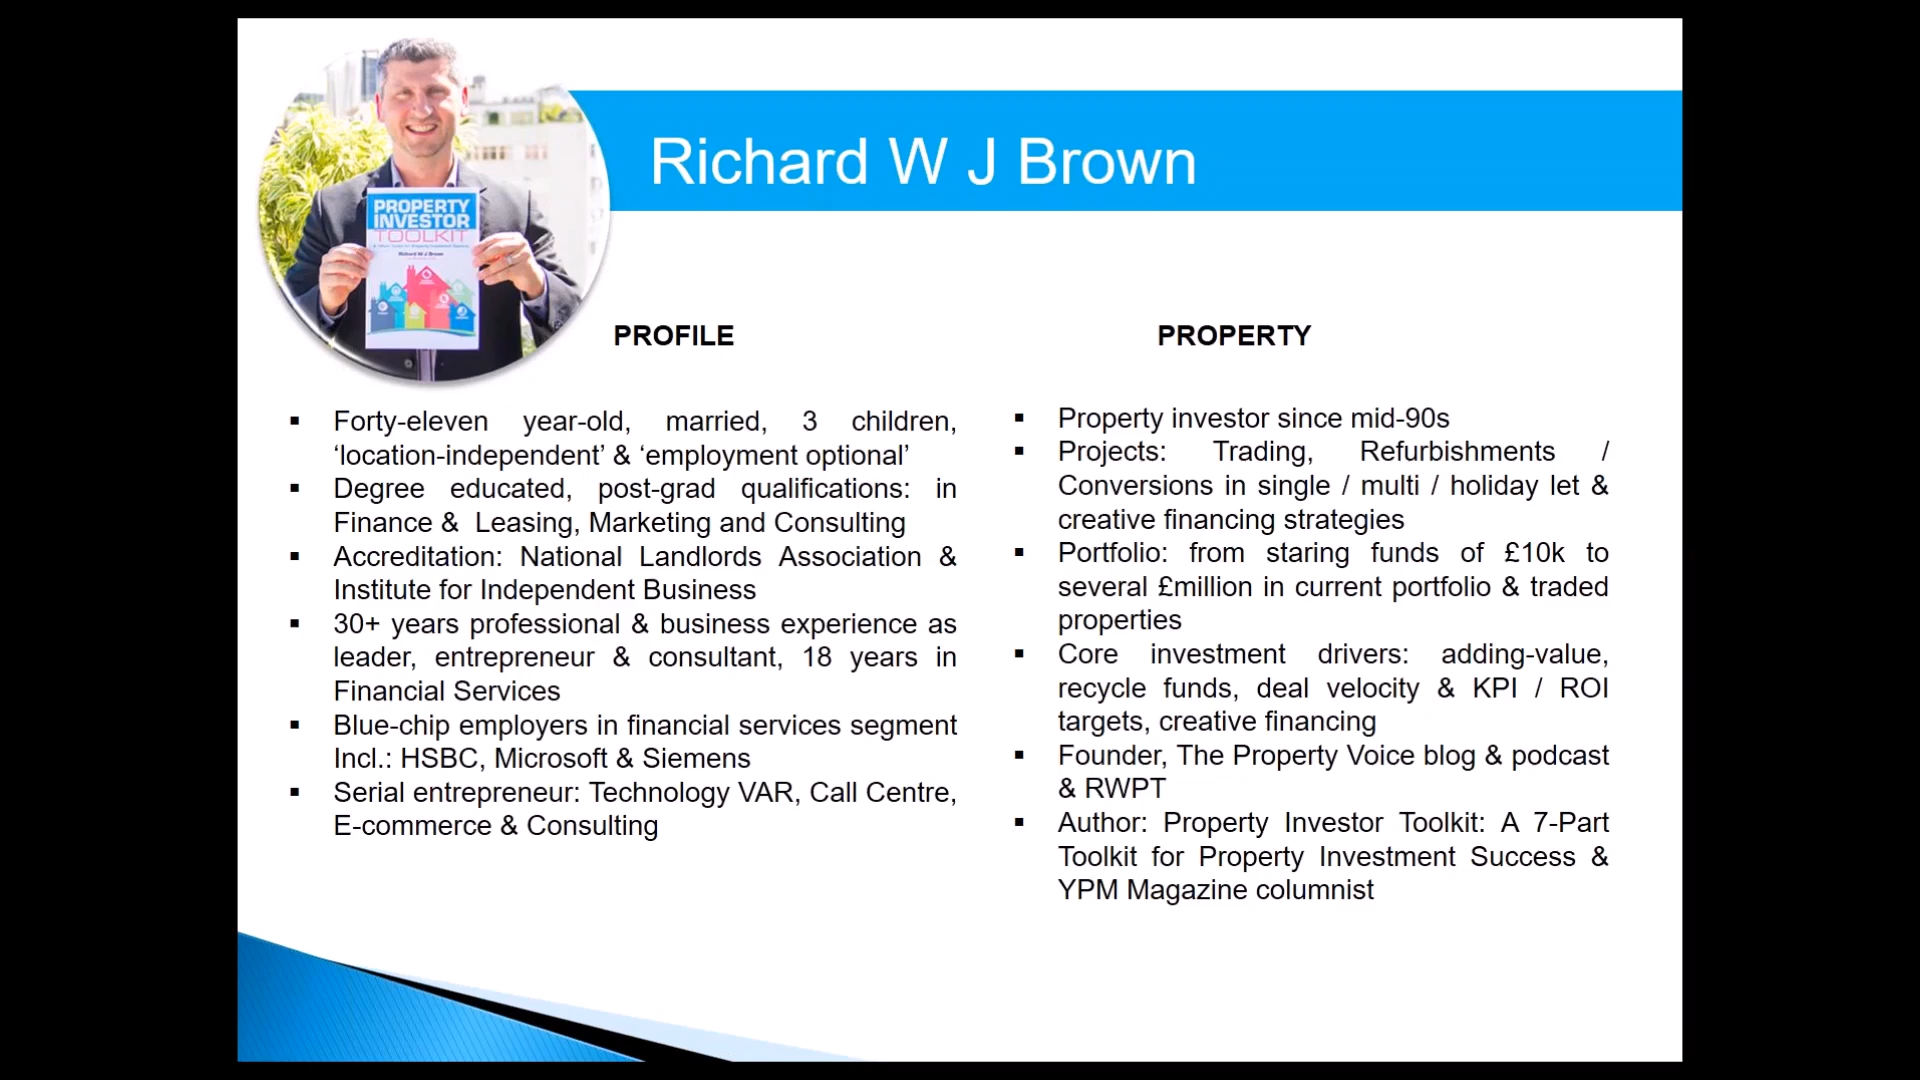 Richard W J Brown
PROPERTY
INVESTOR
TOOLKIT
Richard W J Brown
PROFILE
▪ Forty-eleven year-old, married, 3 children,
‘location-independent’ & ‘employment optional’
▪ Degree educated, post-grad qualifications: in
Finance & Leasing, Marketing and Consulting
▪ Accreditation: National Landlords Association &
Institute for Independent Business
▪ 30+ years professional & business experience as
leader, entrepreneur & consultant, 18 years in
Financial Services
▪ Blue-chip employers in financial services segment
Incl.: HSBC, Microsoft & Siemens
▪ Serial entrepreneur: Technology VAR, Call Centre,
E-commerce & Consulting
PROPERTY
▪ Property investor since mid-90s
▪ Projects: Trading, Refurbishments /
Conversions in single / multi / holiday let &
creative financing strategies
▪ Portfolio: from staring funds of £10k to
several £million in current portfolio & traded
properties
▪ Core investment drivers: adding-value,
recycle funds, deal velocity & KPI / ROI
targets, creative financing
▪ Founder, The Property Voice blog & podcast
& RWPT
▪ Author: Property Investor Toolkit: A 7-Part
Toolkit for Property Investment Success &
YPM Magazine columnist